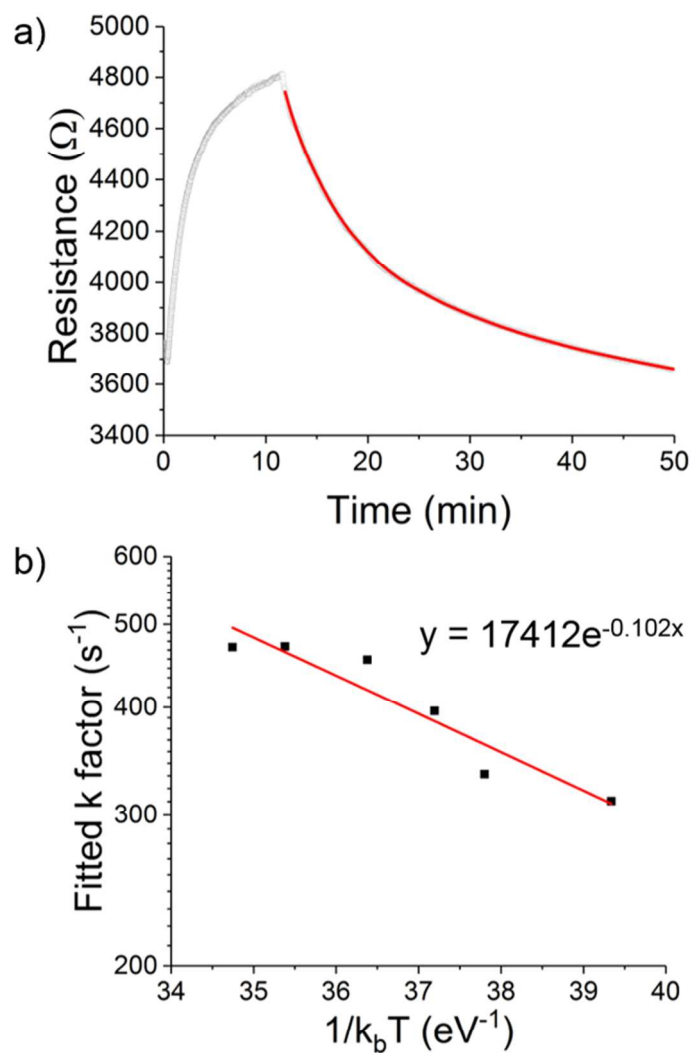 a)
5000
4800
4600
4400
4200
4000
3800
3600
3400
Resistance (Ω)
0 10 20 30 40 50
Time (min)
b)
600
500
400
300
200
Fitted k factor (s⁻¹)
y = 17412e⁻⁰·¹⁰²ˣ
34 35 36 37 38 39 40
1/k_bT (eV⁻¹)